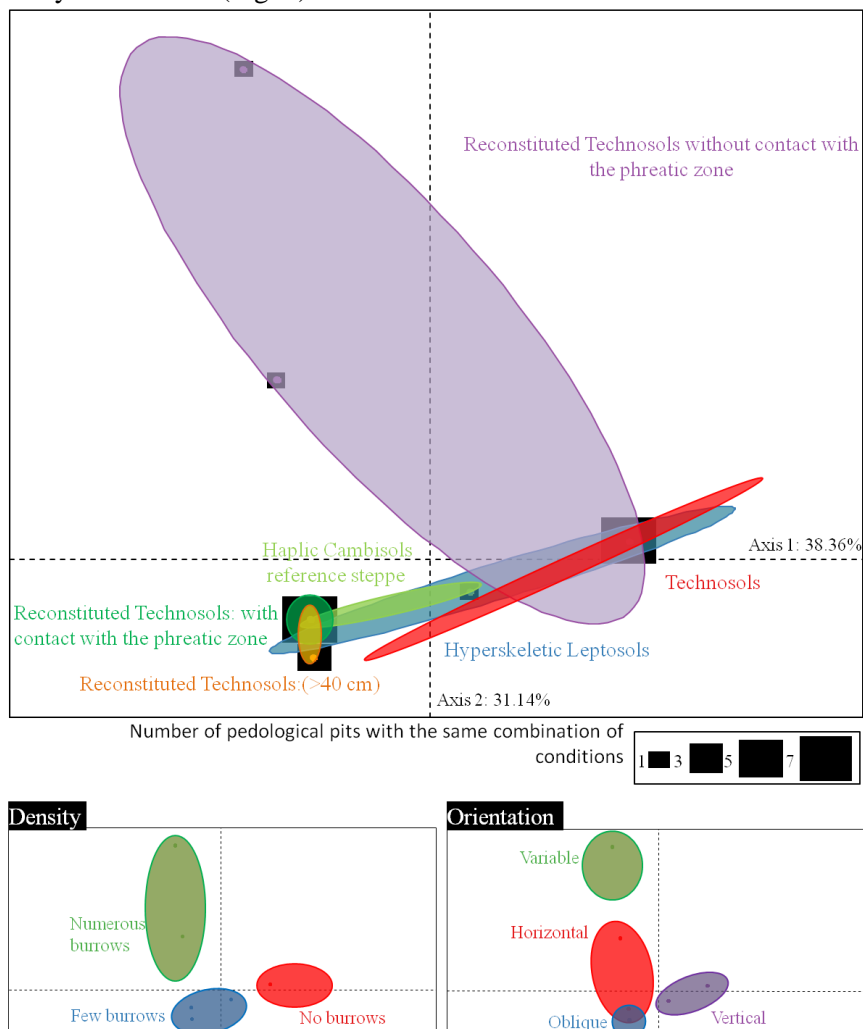 Reconstituted Technosols without contact with
the phreatic zone
Axis 1: 38.36%
Haplic Cambisols
reference steppe
Technosols
Reconstituted Technosols: with
contact with the phreatic zone
Hyperskeletic Leptosols
Reconstituted Technosols:(>40 cm)
Axis 2: 31.14%
Number of pedological pits with the same combination of
conditions
1 3 5 7
Density
Numerous
burrows
Few burrows
No burrows
Orientation
Variable
Horizontal
Oblique
Vertical